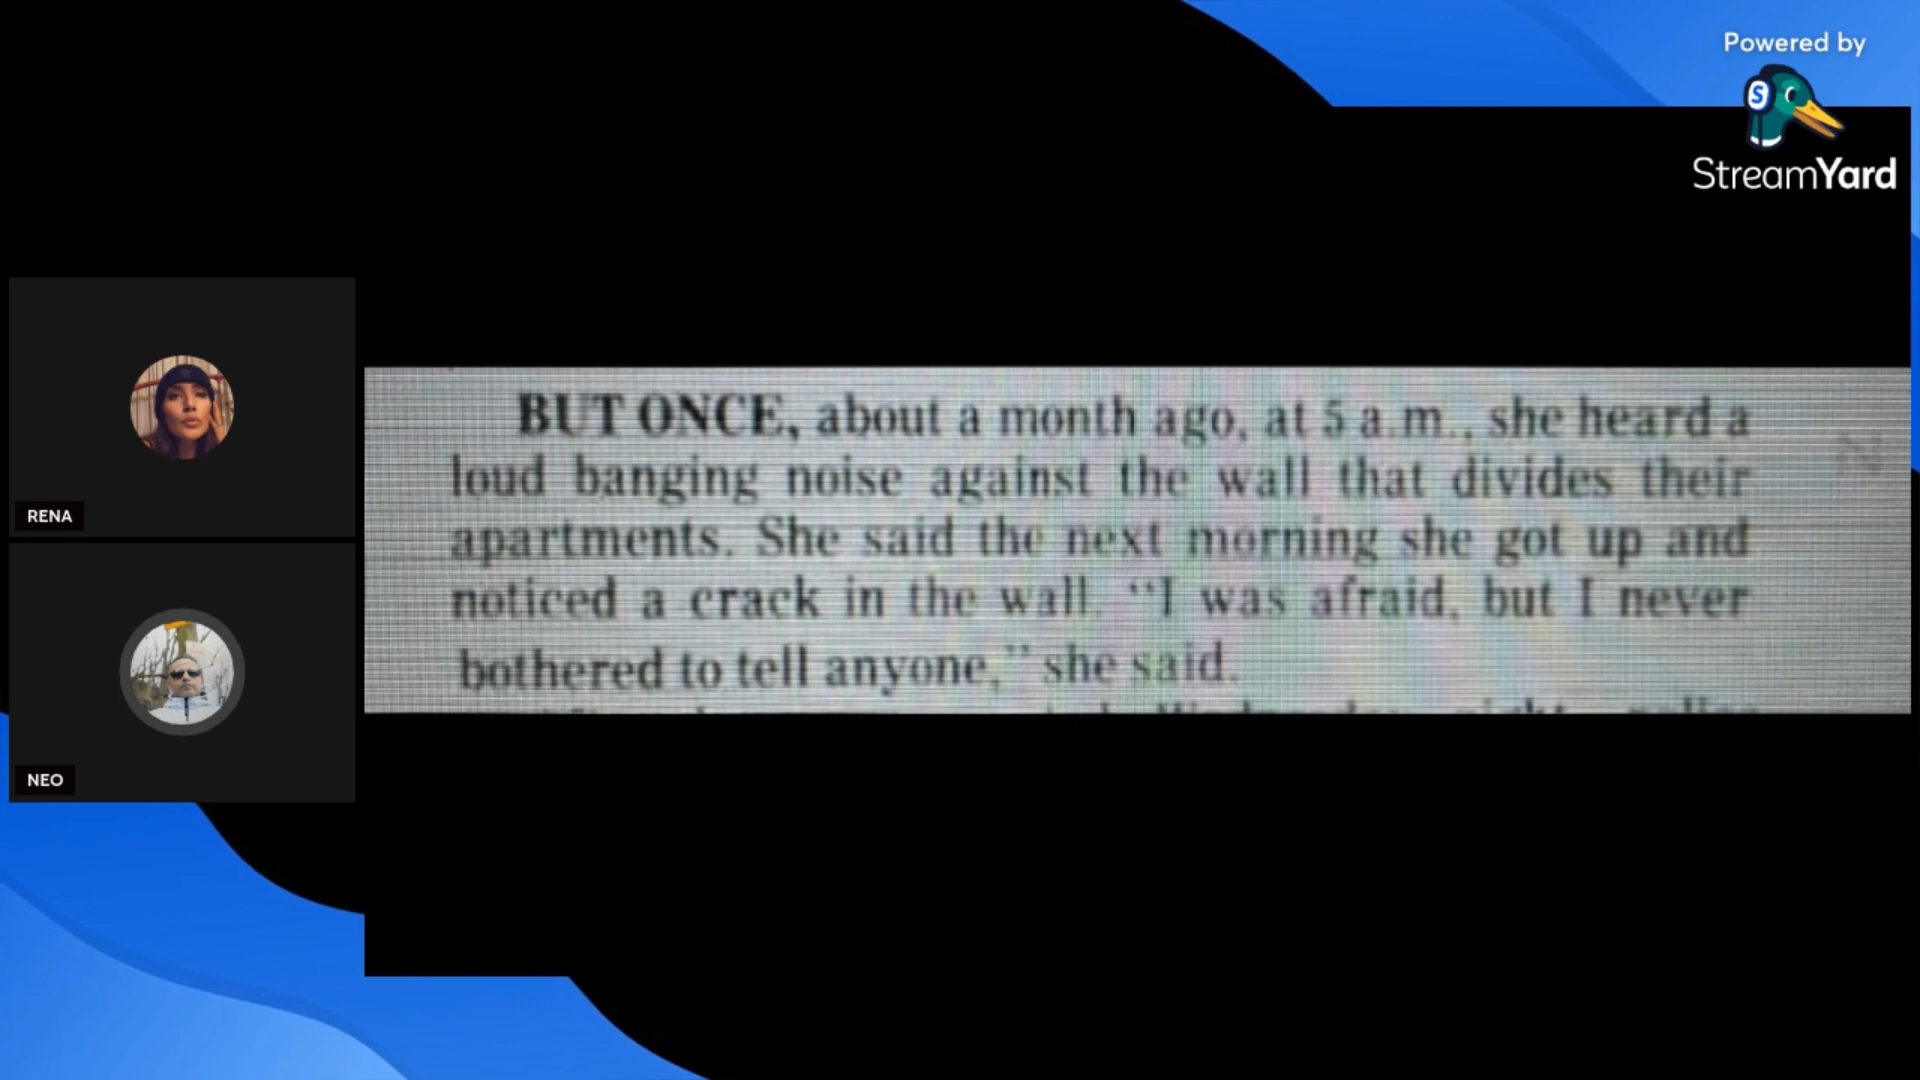 Powered by
S
StreamYard
RENA
NEO
BUT ONCE, about a month ago, at 5 a.m., she heard a
loud banging noise against the wall that divides their
apartments. She said the next morning she got up and
noticed a crack in the wall. “I was afraid, but I never
bothered to tell anyone,” she said.
night police